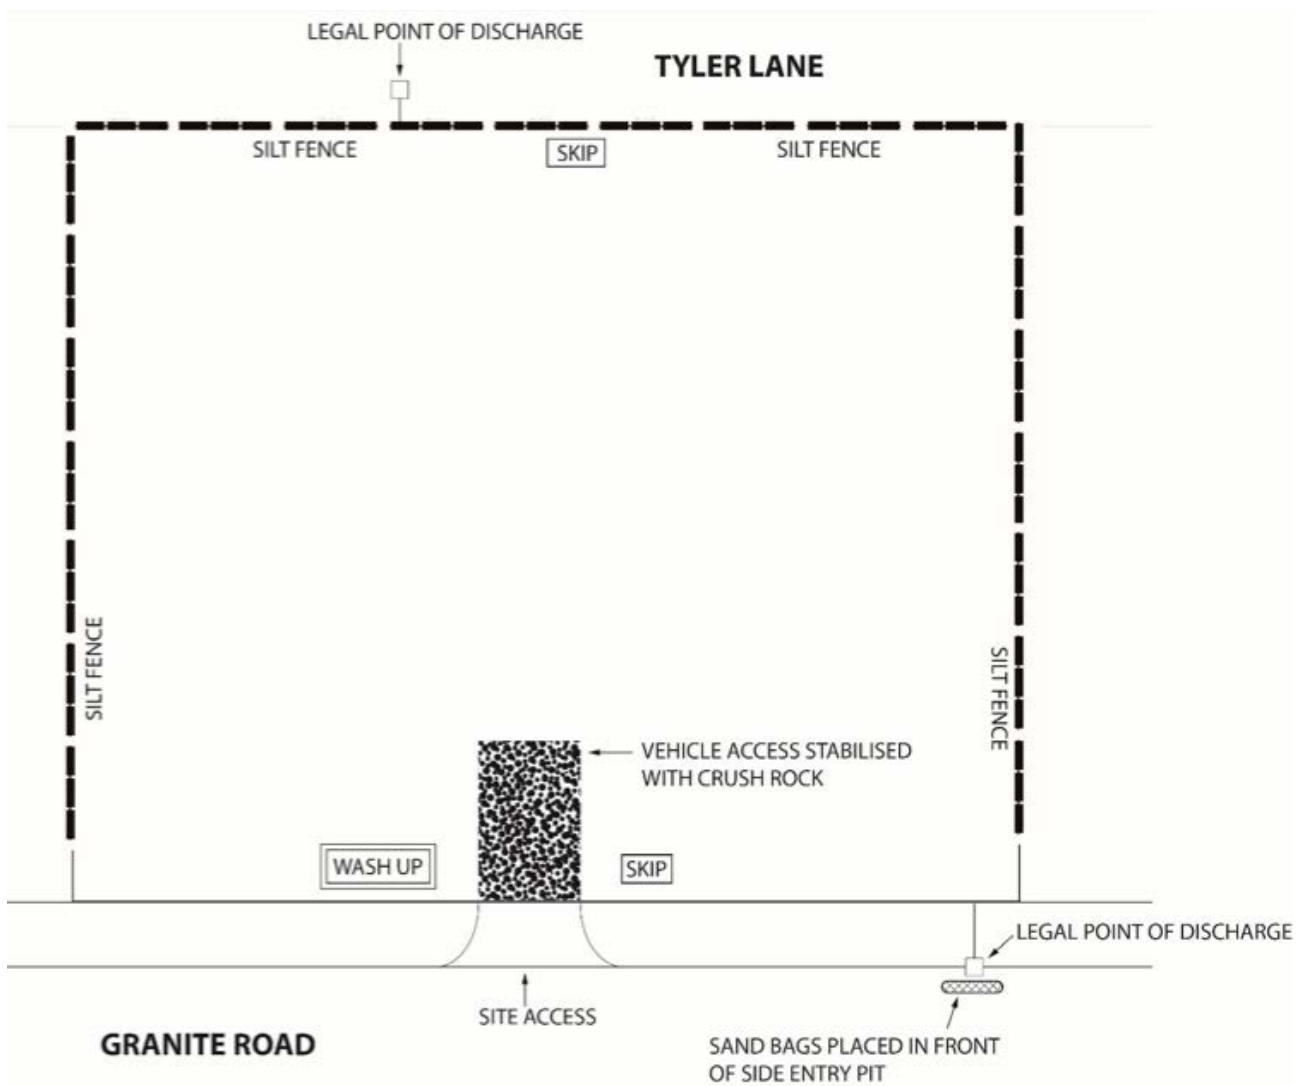 LEGAL POINT OF DISCHARGE
TYLER LANE
SILT FENCE
SKIP
SILT FENCE
SILT FENCE
SILT FENCE
VEHICLE ACCESS STABILISED
WITH CRUSH ROCK
WASH UP
SKIP
LEGAL POINT OF DISCHARGE
SITE ACCESS
GRANITE ROAD
SAND BAGS PLACED IN FRONT
OF SIDE ENTRY PIT